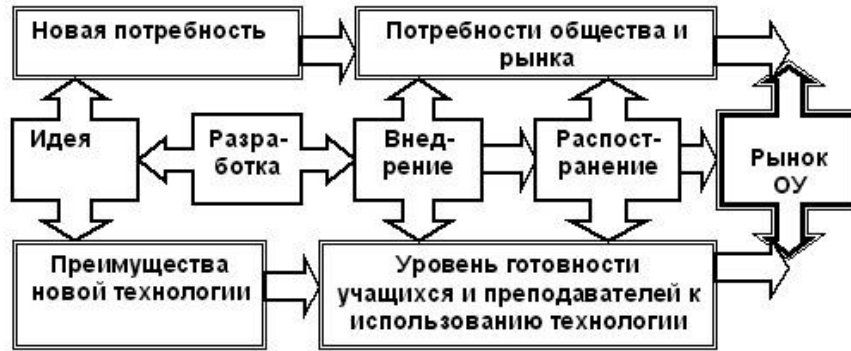 Новая потребность
Потребности общества и
рынка
Идея
Разра-
ботка
Внед-
рение
Распост-
ранение
Рынок
ОУ
Преимущества
новой технологии
Уровень готовности
учащихся и преподавателей к
использованию технологии